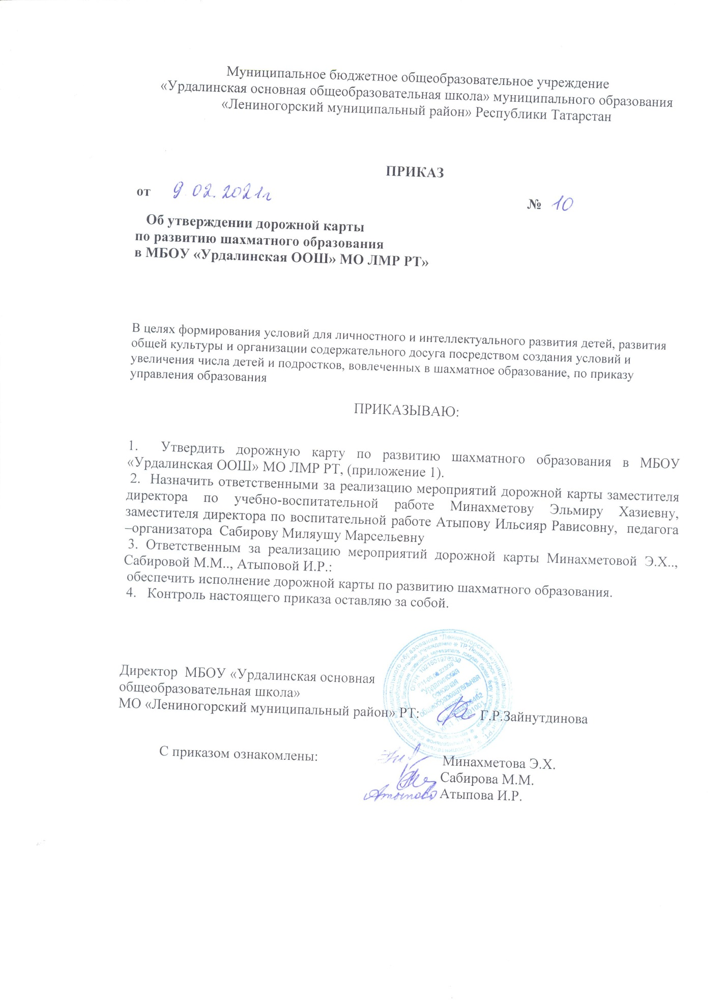 Муниципальное бюджетное общеобразовательное учреждение
«Урдалинская основная общеобразовательная школа» муниципального образования
«Лениногорский муниципальный район» Республики Татарстан
ПРИКАЗ
от 9.02.2021г
№ 10
Об утверждении дорожной карты
по развитию шахматного образования
в МБОУ «Урдалинская ООШ» МО ЛМР РТ»
В целях формирования условий для личностного и интеллектуального развития детей, развития
общей культуры и организации содержательного досуга посредством создания условий и
увеличения числа детей и подростков, вовлеченных в шахматное образование, по приказу
управления образования
ПРИКАЗЫВАЮ:
1. Утвердить дорожную карту по развитию шахматного образования в МБОУ
«Урдалинская ООШ» МО ЛМР РТ, (приложение 1).
2. Назначить ответственными за реализацию мероприятий дорожной карты заместителя
директора по учебно-воспитательной работе Минахметову Эльмиру Хазиевну,
заместителя директора по воспитательной работе Атыпову Ильсияр Рависовну, педагога
–организатора Сабирову Миляушу Марсельевну
3. Ответственным за реализацию мероприятий дорожной карты Минахметовой Э.Х..,
Сабировой М.М.., Атыповой И.Р.:
обеспечить исполнение дорожной карты по развитию шахматного образования.
4. Контроль настоящего приказа оставляю за собой.
"Урдалинская
основная
общеобразовательная
Директор МБОУ «Урдалинская основная
общеобразовательная школа»
МО «Лениногорский муниципальный район» РТ: Г.Р.Зайнутдинова
С приказом ознакомлены: Минахметова Э.Х.
Сабирова М.М.
Атыпова Атыпова И.Р.